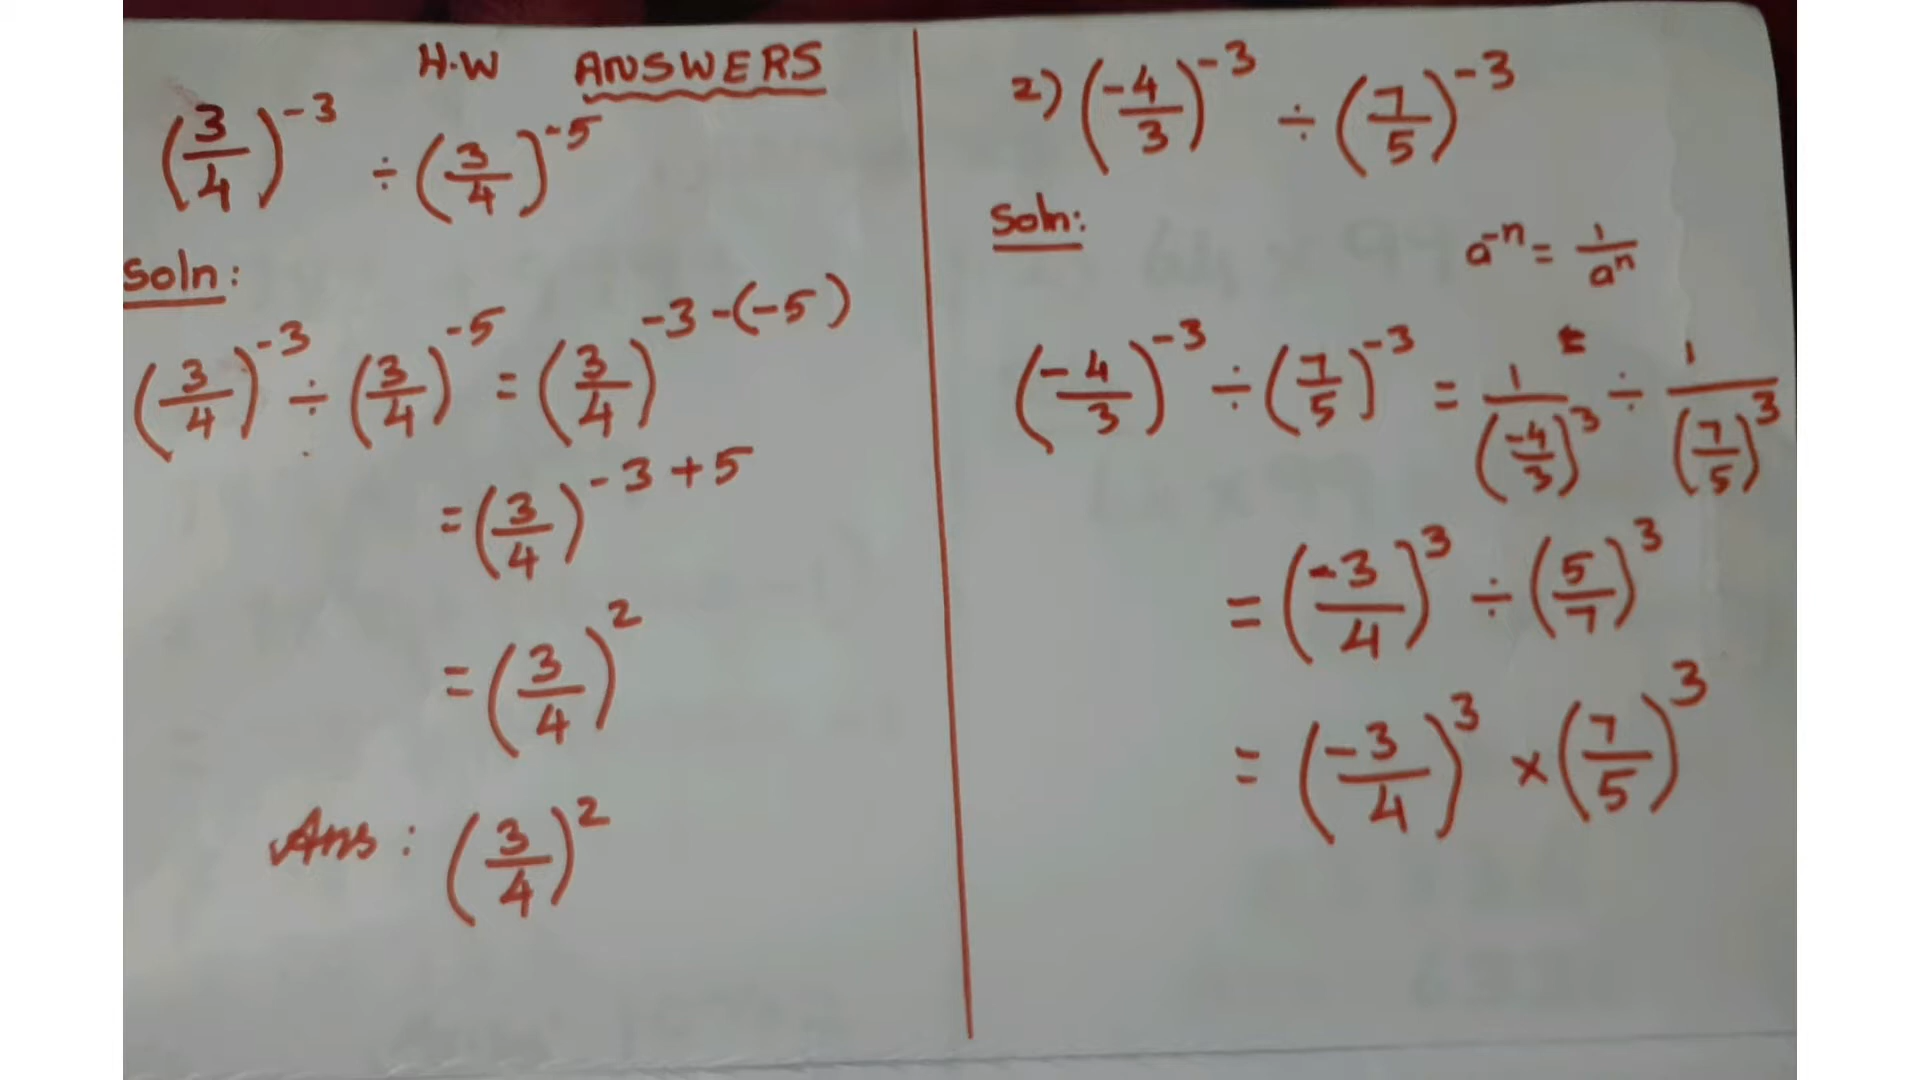 H.W ANSWERS
(3/4)^-3 ÷ (3/4)^-5
Soln:
(3/4)^-3 ÷ (3/4)^-5 = (3/4)^-3-(-5)
= (3/4)^-3+5
= (3/4)^2
Ans: (3/4)^2
2) (-4/3)^-3 ÷ (7/5)^-3
Soln:
a^-n = 1/a^n
(-4/3)^-3 ÷ (7/5)^-3 = 1/(-4/3)^3 ÷ 1/(7/5)^3
= (-3/4)^3 ÷ (5/7)^3
= (-3/4)^3 × (7/5)^3